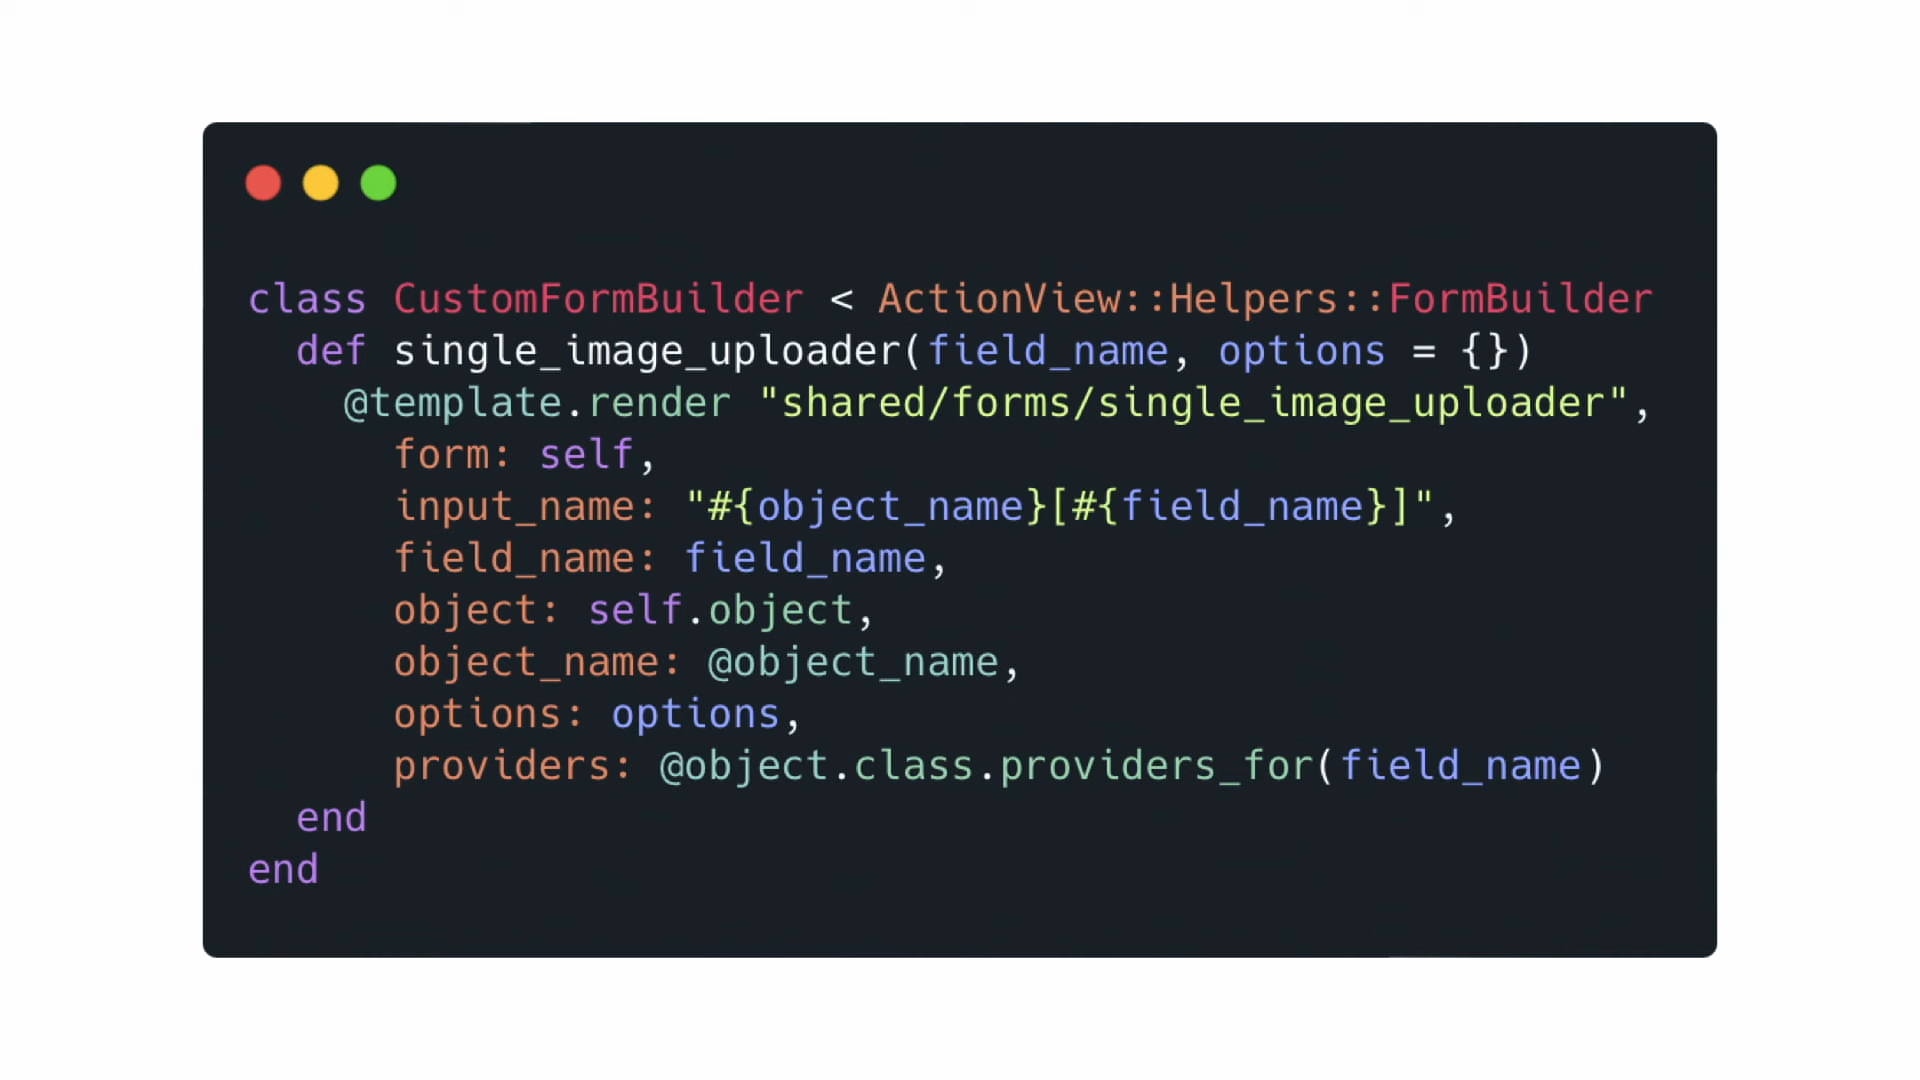 class CustomFormBuilder < ActionView::Helpers::FormBuilder
  def single_image_uploader(field_name, options = {})
    @template.render "shared/forms/single_image_uploader",
      form: self,
      input_name: "#{object_name}[#{field_name}]",
      field_name: field_name,
      object: self.object,
      object_name: @object_name,
      options: options,
      providers: @object.class.providers_for(field_name)
  end
end